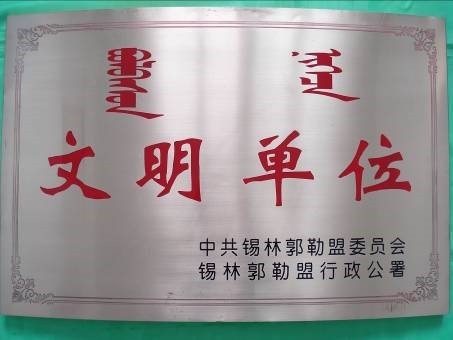 文明单位
中共锡林郭勒盟委员会
锡林郭勒盟行政公署